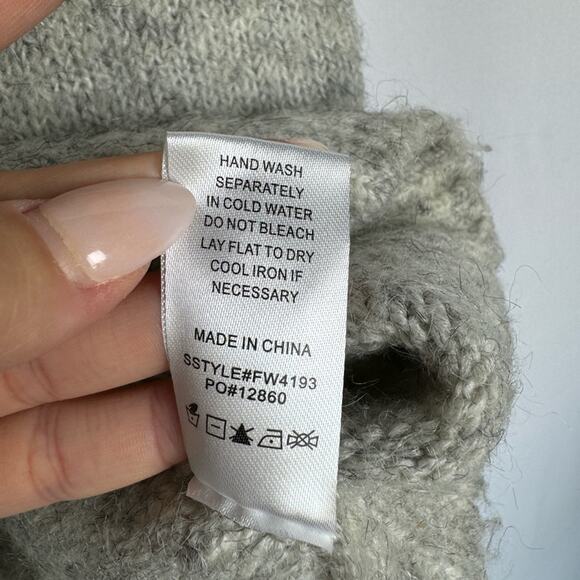 HAND WASH
SEPARATELY
IN COLD WATER
DO NOT BLEACH
LAY FLAT TO DRY
COOL IRON IF
NECESSARY
MADE IN CHINA
SSTYLE#FW4193
PO#12860